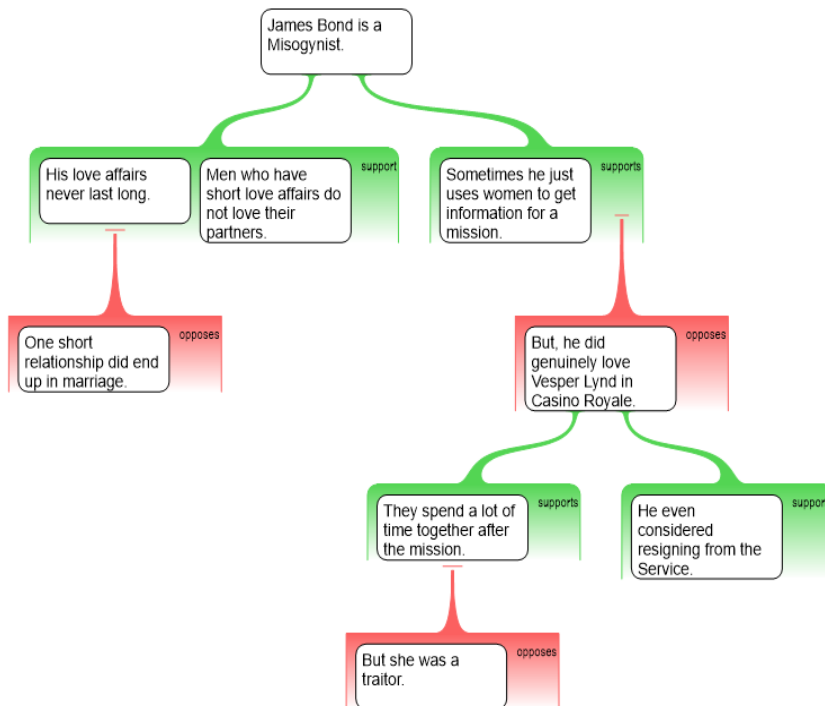 James Bond is a
Misogynist.
His love affairs
never last long.
Men who have
short love affairs do
not love their
partners.
support
Sometimes he just
uses women to get
information for a
mission.
supports
One short
relationship did end
up in marriage.
opposes
But, he did
genuinely love
Vesper Lynd in
Casino Royale.
opposes
They spend a lot of
time together after
the mission.
supports
He even
considered
resigning from the
Service.
support
But she was a
traitor.
opposes